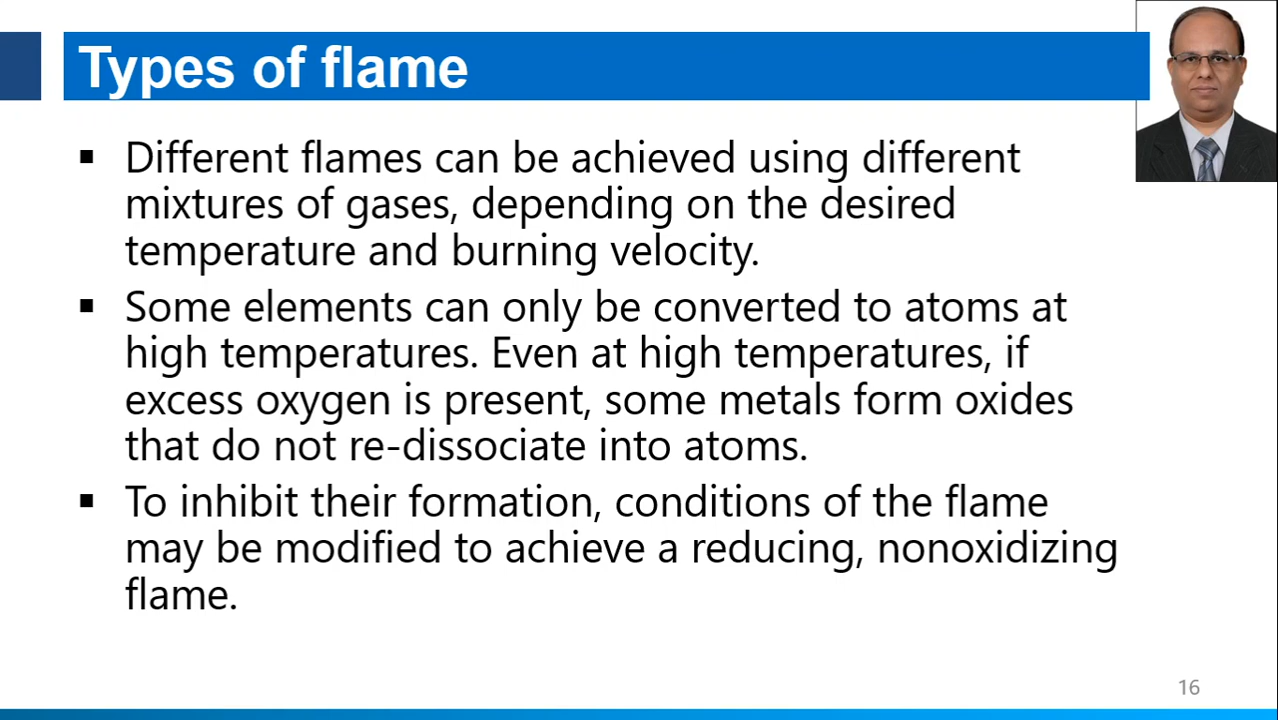 Types of flame
▪ Different flames can be achieved using different
mixtures of gases, depending on the desired
temperature and burning velocity.
▪ Some elements can only be converted to atoms at
high temperatures. Even at high temperatures, if
excess oxygen is present, some metals form oxides
that do not re-dissociate into atoms.
▪ To inhibit their formation, conditions of the flame
may be modified to achieve a reducing, nonoxidizing
flame.
16